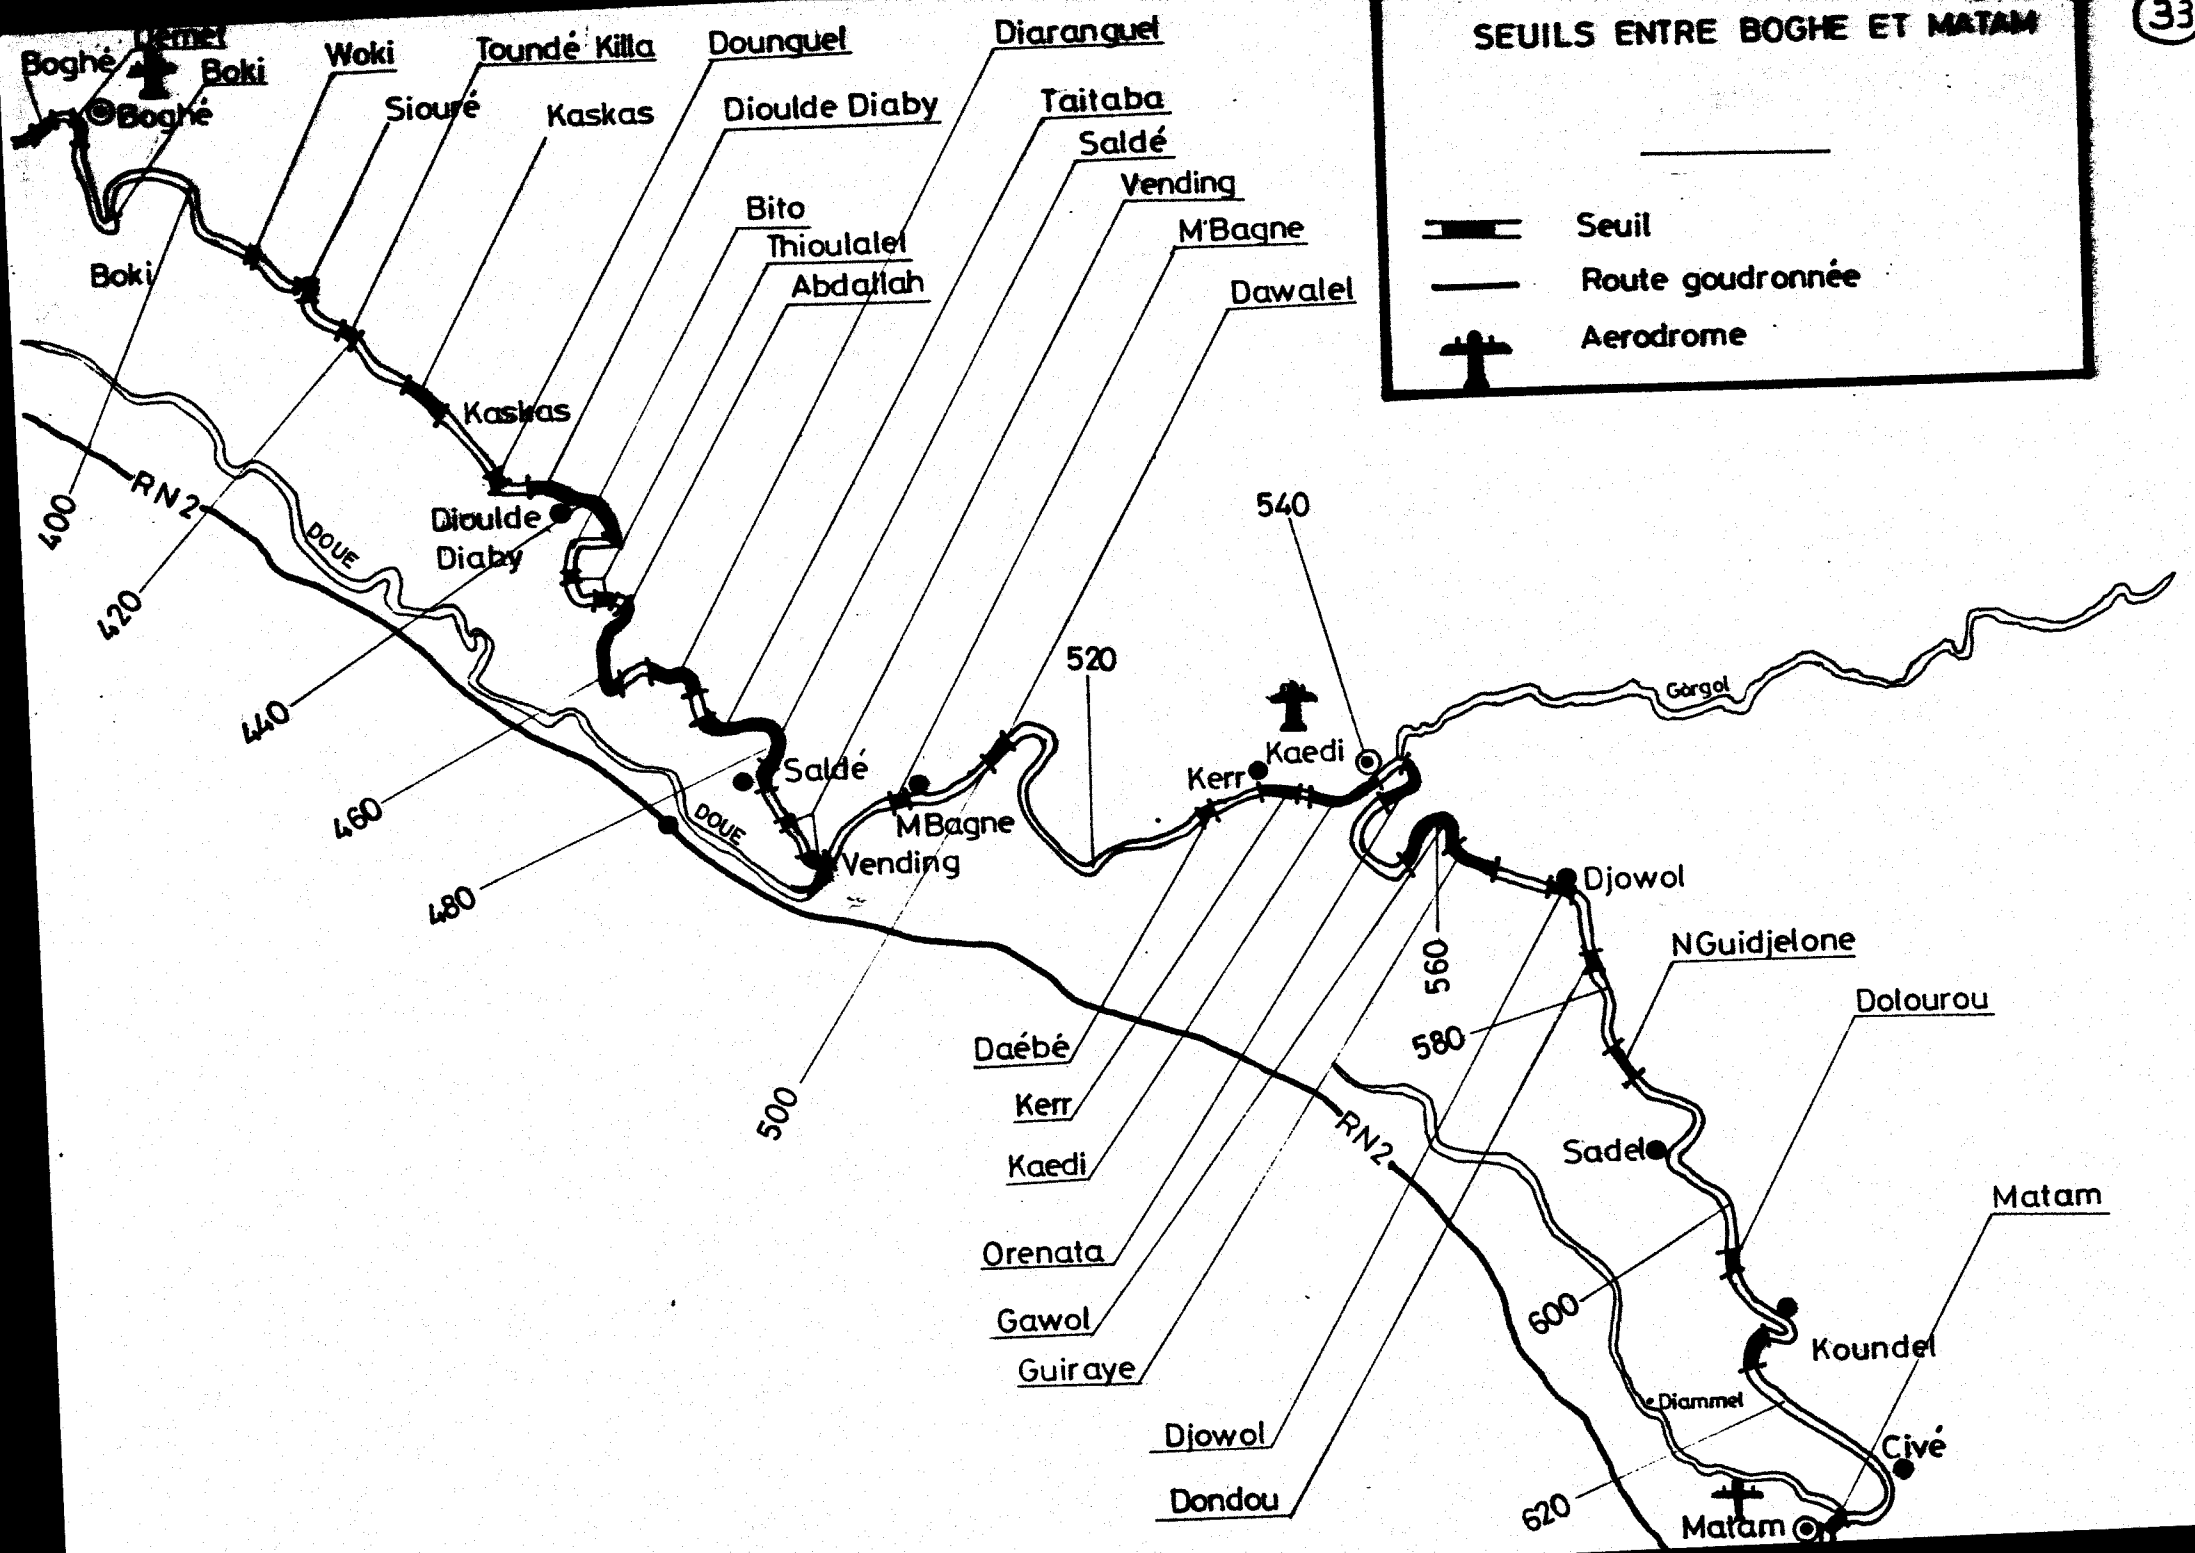 SEUILS ENTRE BOGHE ET MATAM
33
Seuil
Route goudronnée
Aerodrome
Demet
Boghé
Boki
Boghé
Woki
Siouré
Toundé Killa
Kaskas
Dounguel
Dioulde Diaby
Bito
Thioulalel
Abdallah
Diaranguel
Taitaba
Saldé
Vending
M'Bagne
Dawalel
Boki
Kaskas
Dioulde
Diaby
400
RN2
420
DOUE
440
460
480
500
520
540
Saldé
DOUE
MBagne
Vending
Kerr
Kaedi
Gorgol
Djowol
560
580
NGuidjelone
Dolourou
Daébé
Kerr
Kaedi
Orenata
Gawol
Guiraye
Djowol
Dondou
RN2
Sadel
600
Matam
Koundel
Diammel
Civé
620
Matam